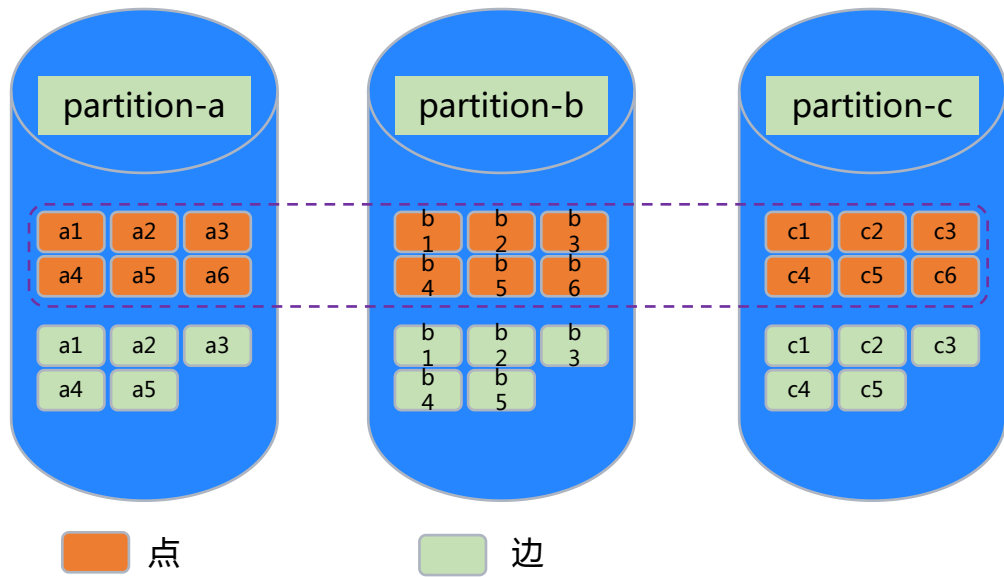 partition-a partition-b partition-c
a1 a2 a3 b1 b2 b3 c1 c2 c3
a4 a5 a6 b4 b5 b6 c4 c5 c6
a1 a2 a3 b1 b2 b3 c1 c2 c3
a4 a5 b4 b5 c4 c5
点 边